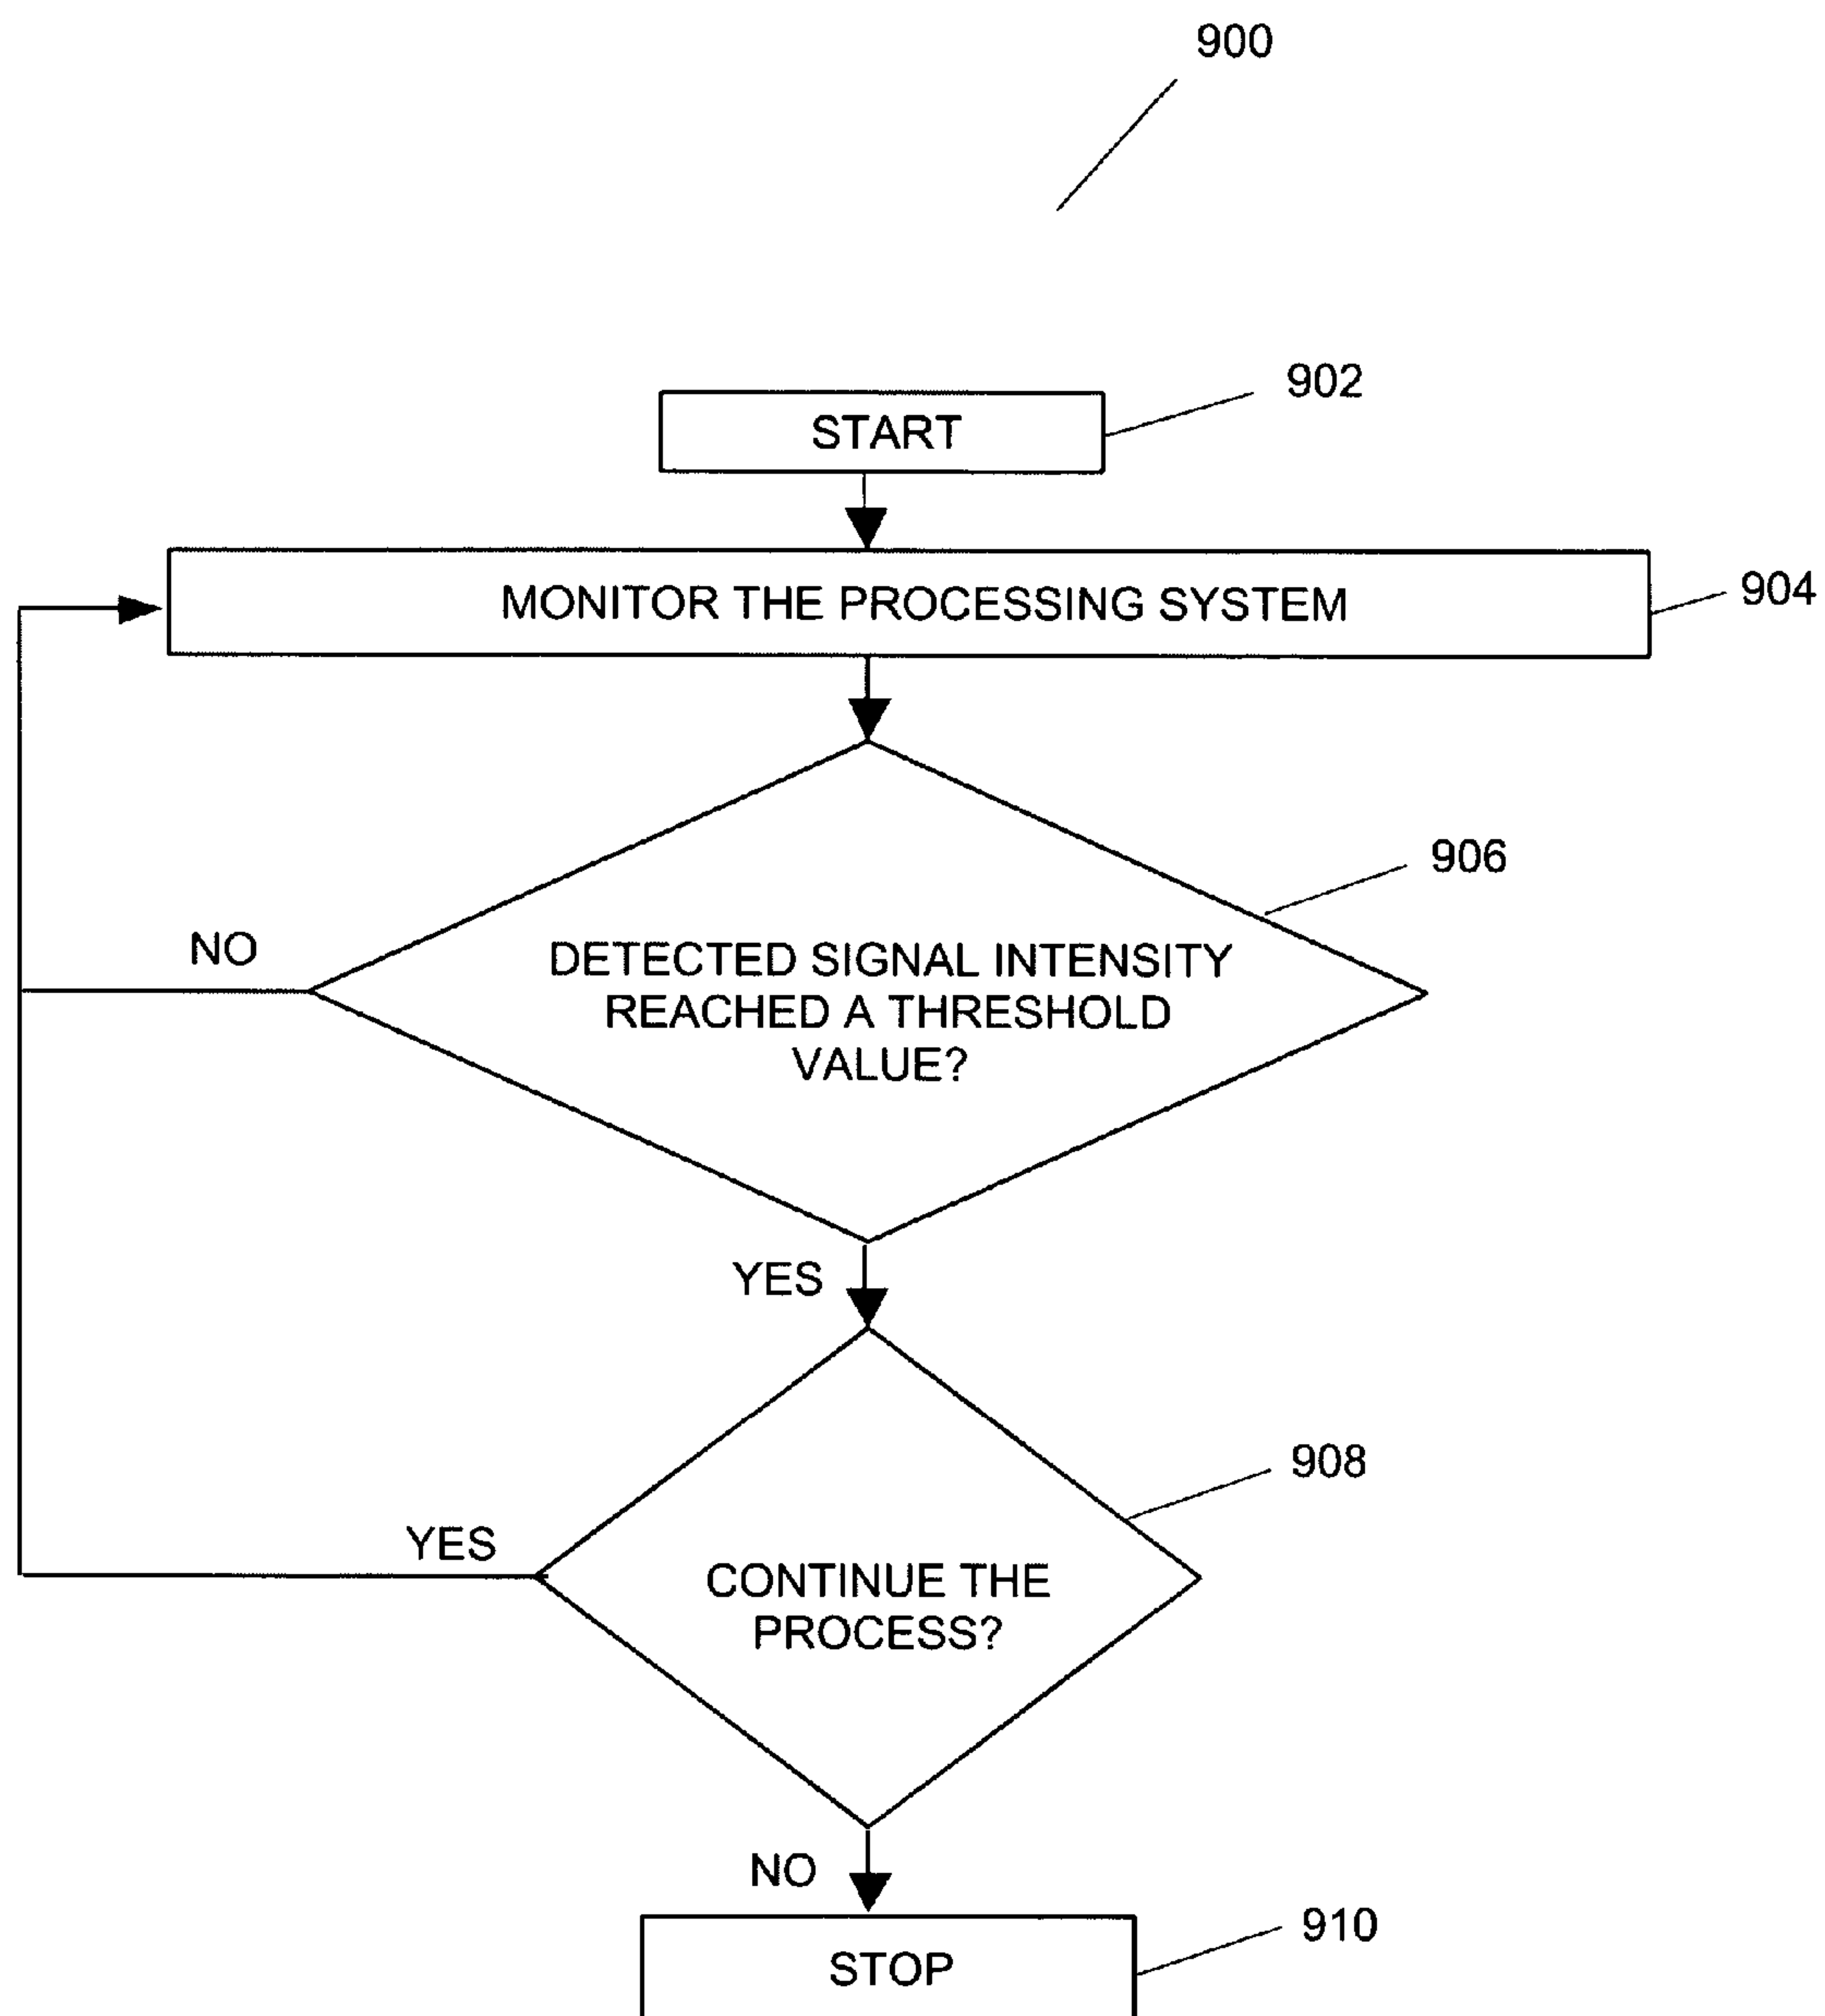 900
START
902
MONITOR THE PROCESSING SYSTEM
904
906
NO
DETECTED SIGNAL INTENSITY
REACHED A THRESHOLD
VALUE?
YES
908
YES
CONTINUE THE
PROCESS?
NO
910
STOP